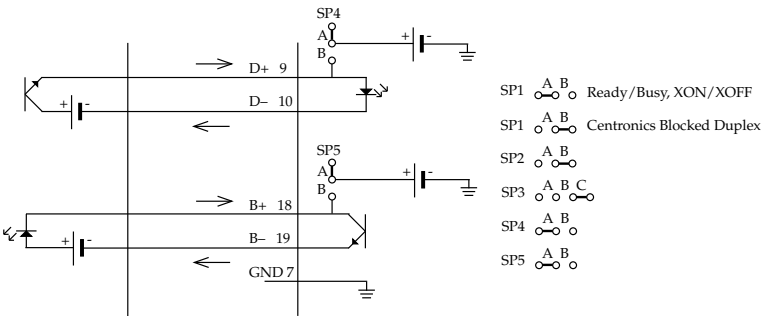 SP4
A
B
+ -
D+ 9
+ -
D– 10
SP5
A
B
+ -
B+ 18
+ -
B– 19
GND 7
SP1 A B Ready/Busy, XON/XOFF
SP1 A B Centronics Blocked Duplex
SP2 A B
SP3 A B C
SP4 A B
SP5 A B